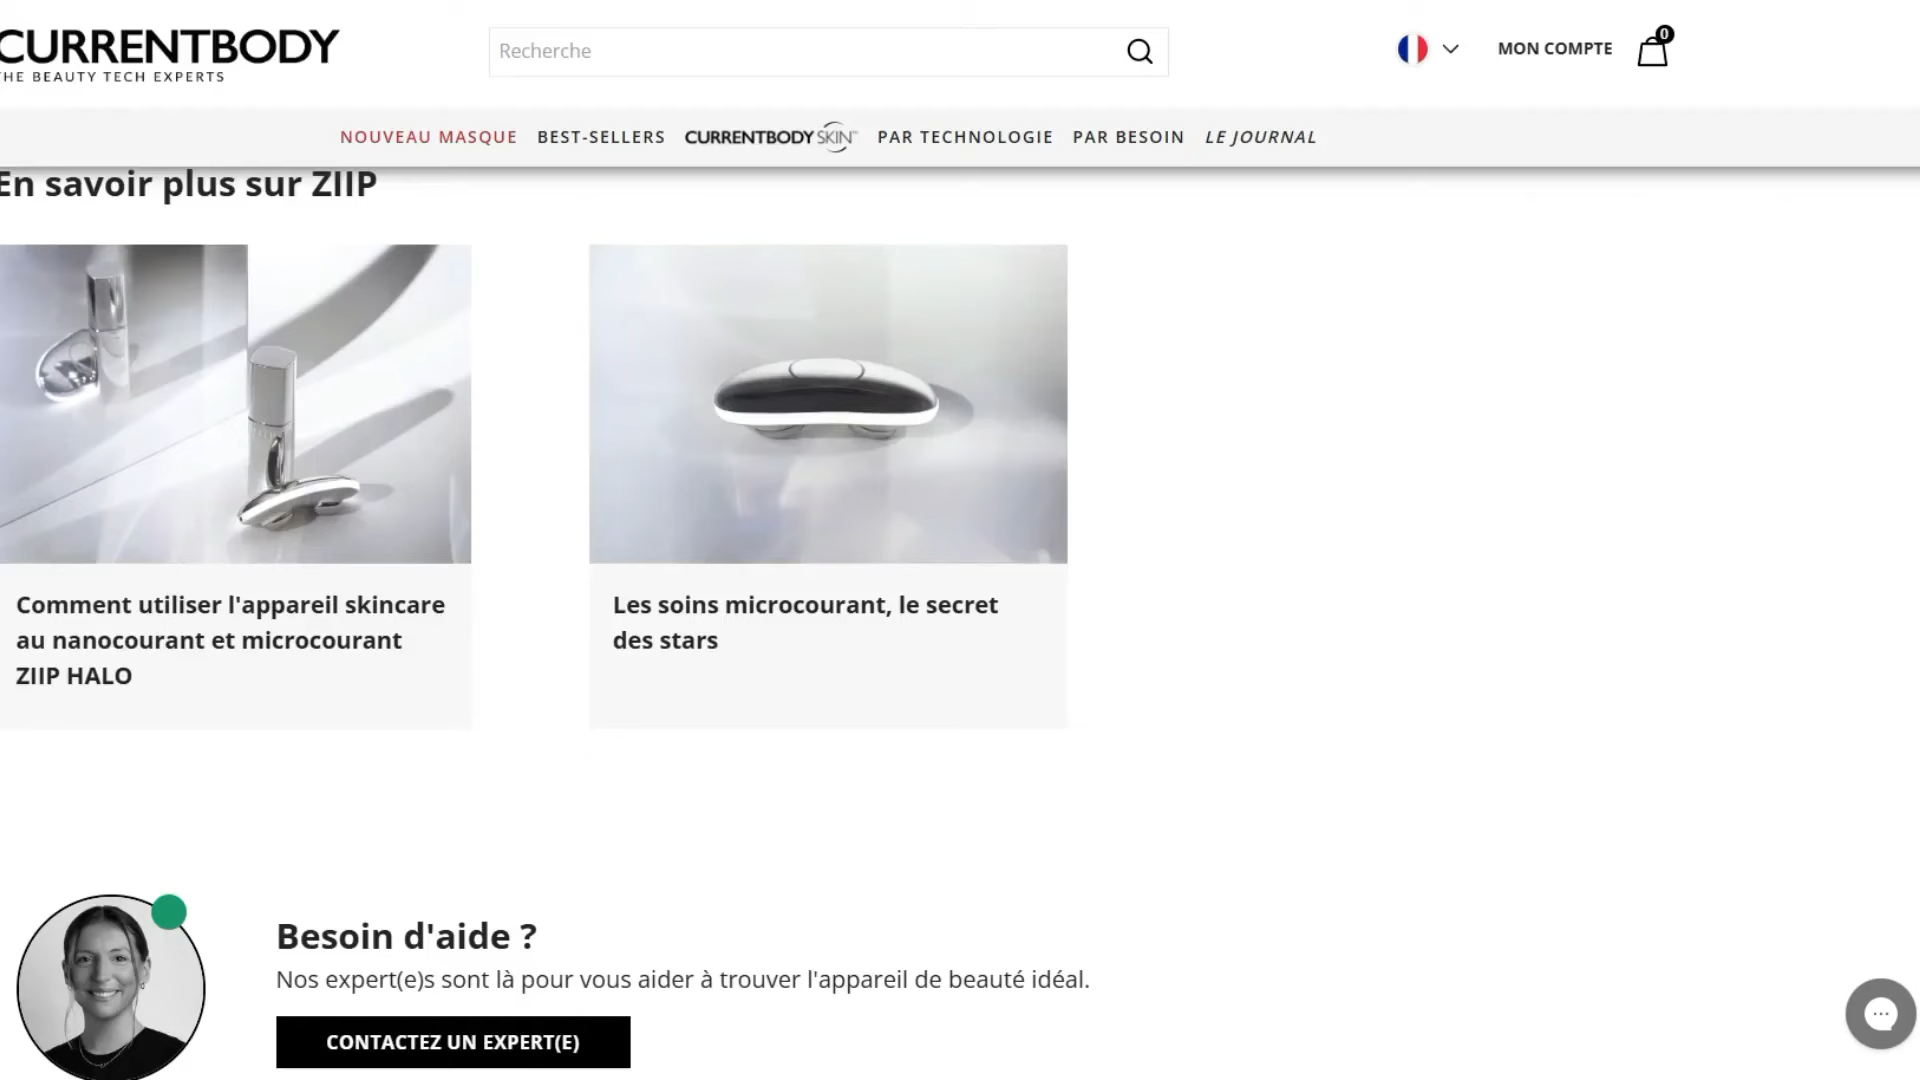 CURRENTBODY
THE BEAUTY TECH EXPERTS
Recherche
MON COMPTE
0
NOUVEAU MASQUE
BEST-SELLERS
CURRENTBODY SKIN
PAR TECHNOLOGIE
PAR BESOIN
LE JOURNAL
En savoir plus sur ZIIP
Comment utiliser l'appareil skincare
au nanocourant et microcourant
ZIIP HALO
Les soins microcourant, le secret
des stars
Besoin d'aide ?
Nos expert(e)s sont là pour vous aider à trouver l'appareil de beauté idéal.
CONTACTEZ UN EXPERT(E)